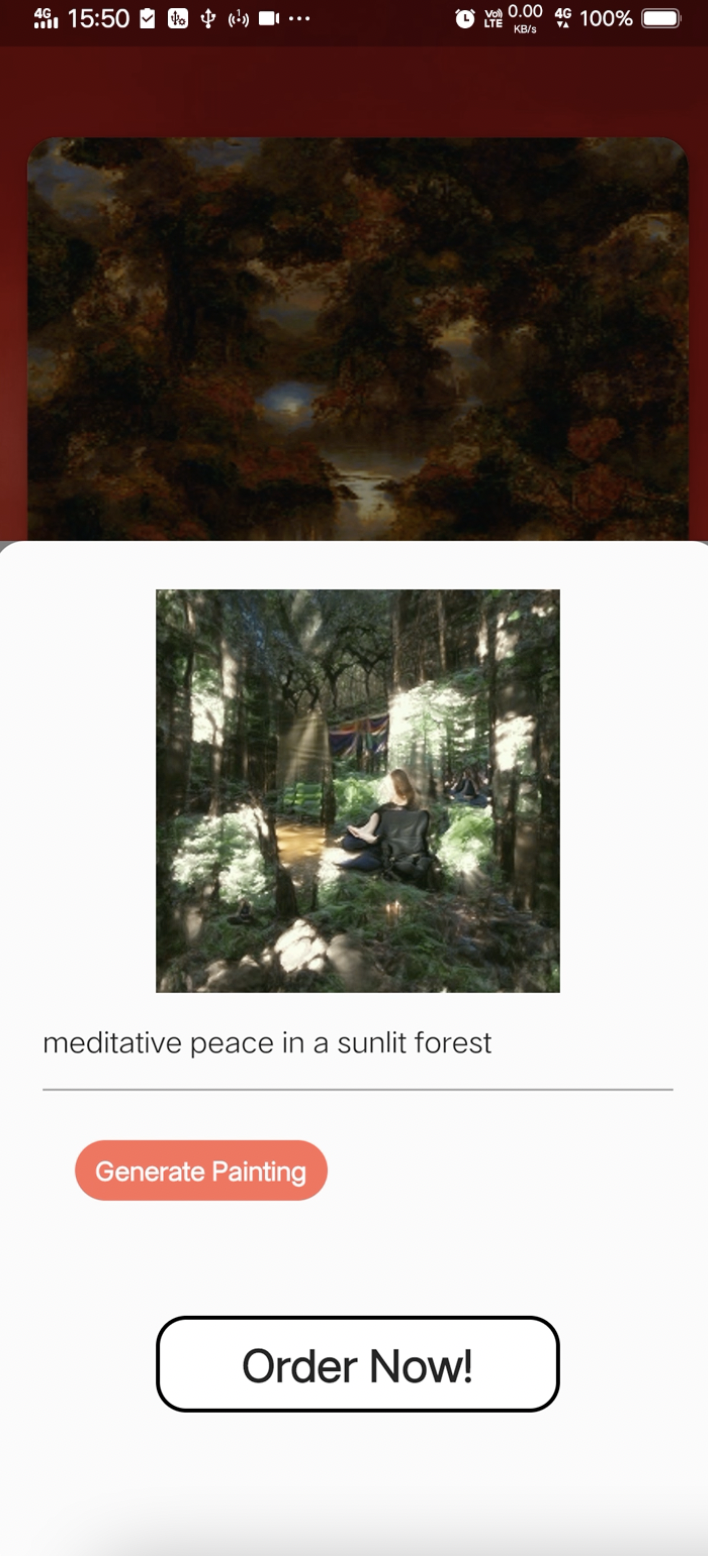 4G 15:50 Vo) LTE 0.00 KB/s 4G 100%
meditative peace in a sunlit forest
Generate Painting
Order Now!